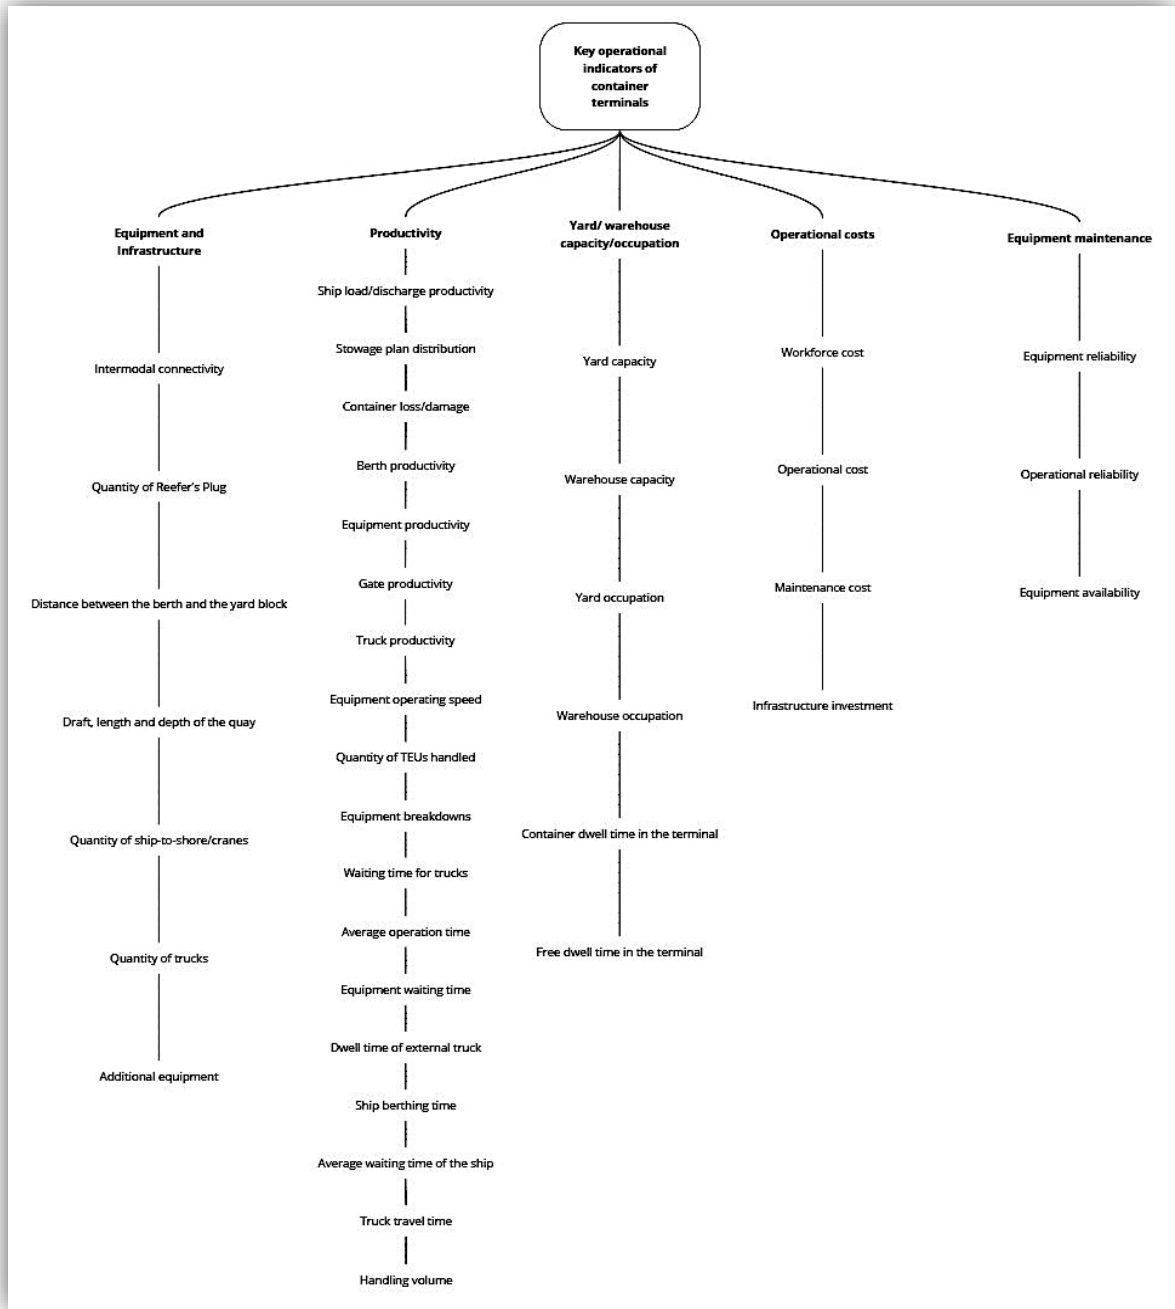 Key operational
indicators of
container
terminals
Equipment and
Infrastructure
Intermodal connectivity
Quantity of Reefer's Plug
Distance between the berth and the yard block
Draft, length and depth of the quay
Quantity of ship-to-shore/cranes
Quantity of trucks
Additional equipment
Productivity
Ship load/discharge productivity
Stowage plan distribution
Container loss/damage
Berth productivity
Equipment productivity
Gate productivity
Truck productivity
Equipment operating speed
Quantity of TEUs handled
Equipment breakdowns
Waiting time for trucks
Average operation time
Equipment waiting time
Dwell time of external truck
Ship berthing time
Average waiting time of the ship
Truck travel time
Handling volume
Yard/ warehouse
capacity/occupation
Yard capacity
Warehouse capacity
Yard occupation
Warehouse occupation
Container dwell time in the terminal
Free dwell time in the terminal
Operational costs
Workforce cost
Operational cost
Maintenance cost
Infrastructure investment
Equipment maintenance
Equipment reliability
Operational reliability
Equipment availability